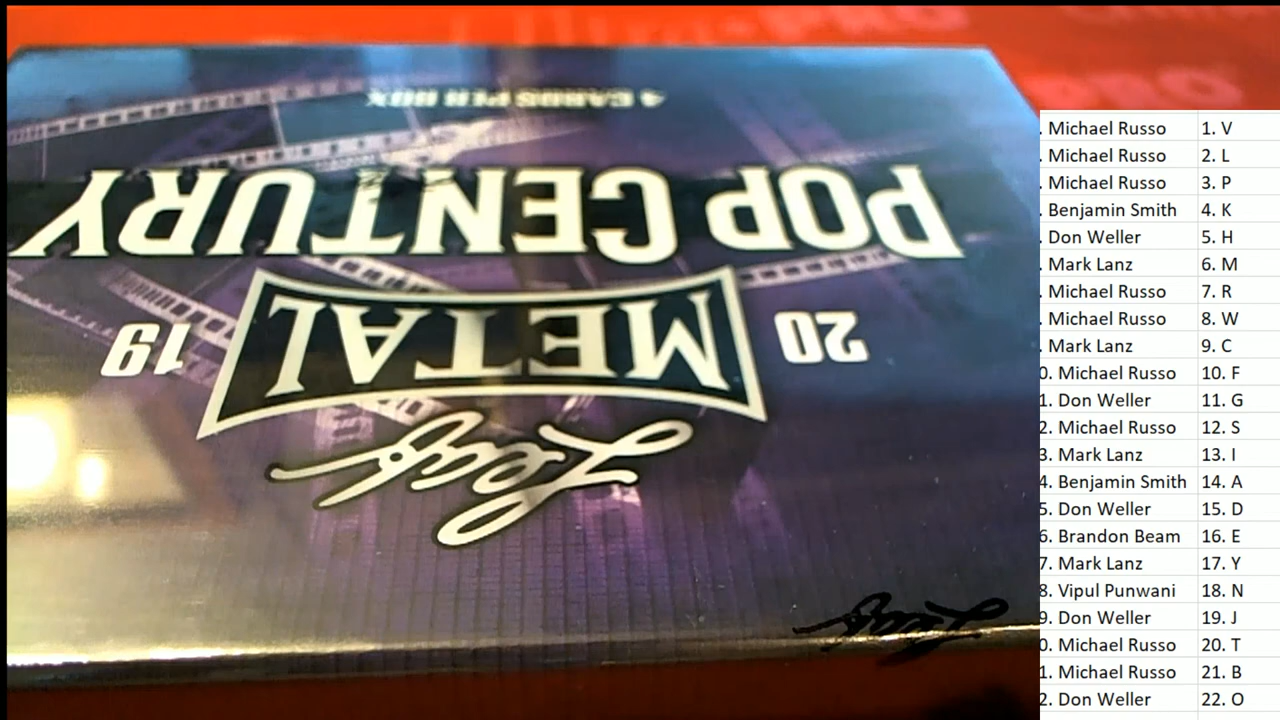 4 CARDS PER BOX
POP CENTURY
METAL
20 19
Leaf
Leaf
. Michael Russo 1. V
. Michael Russo 2. L
. Michael Russo 3. P
. Benjamin Smith 4. K
. Don Weller 5. H
. Mark Lanz 6. M
. Michael Russo 7. R
. Michael Russo 8. W
. Mark Lanz 9. C
0. Michael Russo 10. F
1. Don Weller 11. G
2. Michael Russo 12. S
3. Mark Lanz 13. I
4. Benjamin Smith 14. A
5. Don Weller 15. D
6. Brandon Beam 16. E
7. Mark Lanz 17. Y
8. Vipul Punwani 18. N
9. Don Weller 19. J
0. Michael Russo 20. T
1. Michael Russo 21. B
2. Don Weller 22. O